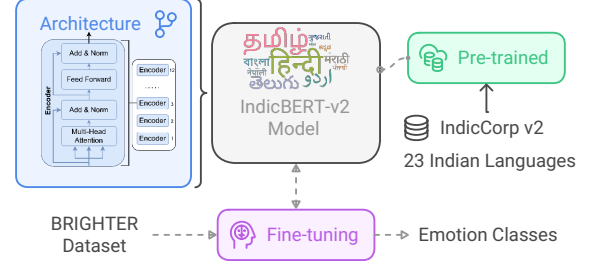 Architecture
Encoder
Add & Norm
Feed Forward
Add & Norm
Multi-Head
Attention
Encoder 12
......
Encoder 3
Encoder 2
Encoder 1
தமிழ்
ગુજરાતી
বাংলা
हिन्दी
मराठी
नेपाली
తెలుగు
اردو
IndicBERT-v2
Model
Pre-trained
IndicCorp v2
23 Indian Languages
BRIGHTER
Dataset
Fine-tuning
Emotion Classes